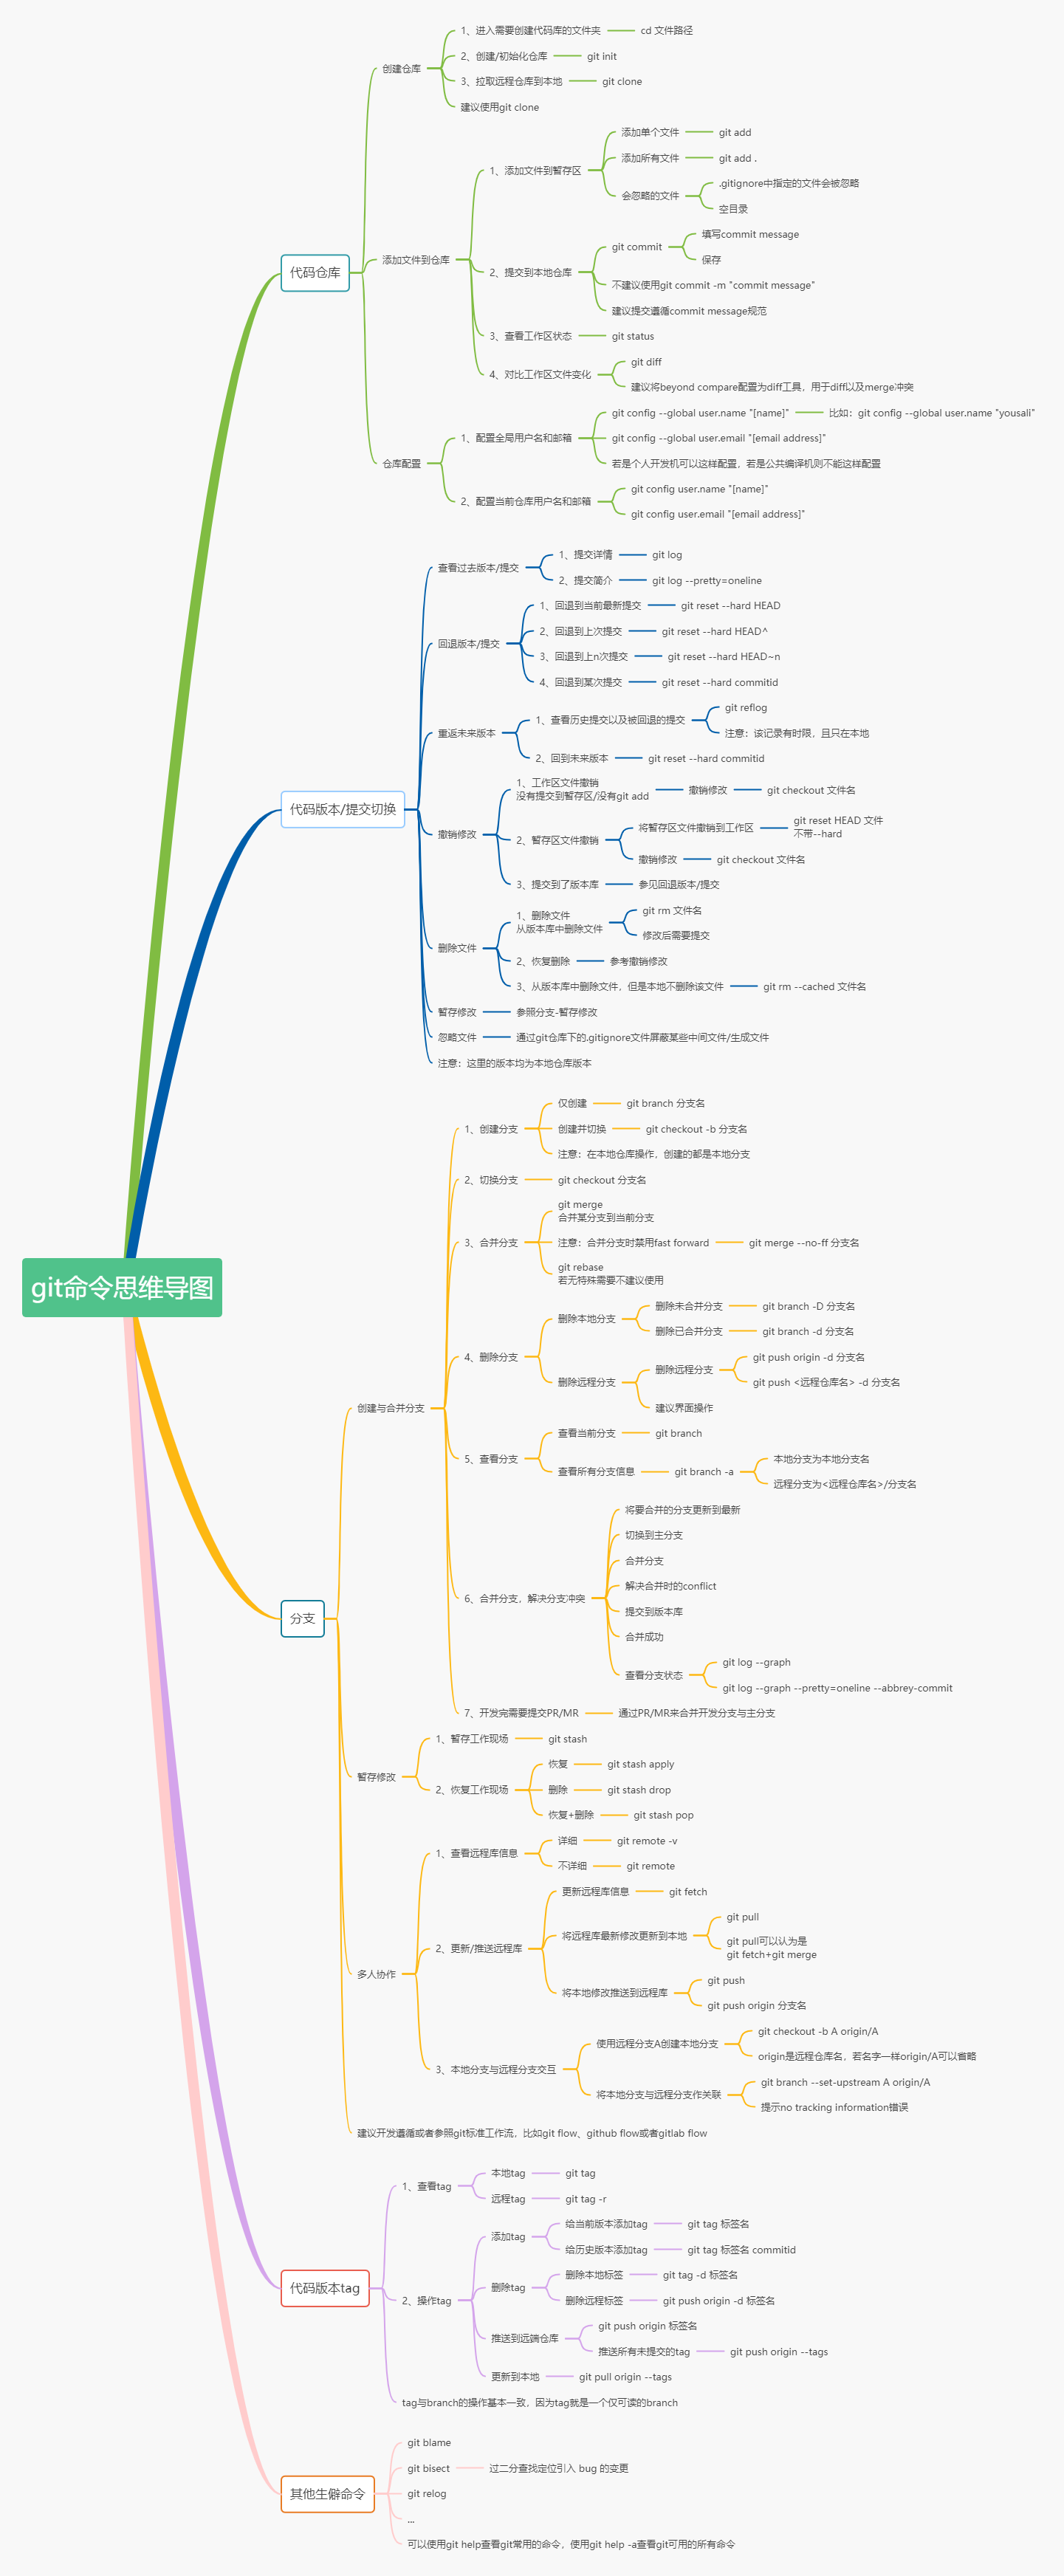 git命令思维导图
代码仓库
创建仓库
1、进入需要创建代码库的文件夹
cd 文件路径
2、创建/初始化仓库
git init
3、拉取远程仓库到本地
git clone
建议使用git clone
添加文件到仓库
1、添加文件到暂存区
添加单个文件
git add
添加所有文件
git add .
会忽略的文件
.gitignore中指定的文件会被忽略
空目录
2、提交到本地仓库
git commit
填写commit message
保存
不建议使用git commit -m "commit message"
建议提交遵循commit message规范
3、查看工作区状态
git status
4、对比工作区文件变化
git diff
建议将beyond compare配置为diff工具，用于diff以及merge冲突
仓库配置
1、配置全局用户名和邮箱
git config --global user.name "[name]"
比如：git config --global user.name "yousali"
git config --global user.email "[email address]"
若是个人开发机可以这样配置，若是公共编译机则不能这样配置
2、配置当前仓库用户名和邮箱
git config user.name "[name]"
git config user.email "[email address]"
代码版本/提交切换
查看过去版本/提交
1、提交详情
git log
2、提交简介
git log --pretty=oneline
回退版本/提交
1、回退到当前最新提交
git reset --hard HEAD
2、回退到上次提交
git reset --hard HEAD^
3、回退到上n次提交
git reset --hard HEAD~n
4、回退到某次提交
git reset --hard commitid
重返未来版本
1、查看历史提交以及被回退的提交
git reflog
注意：该记录有时限，且只在本地
2、回到未来版本
git reset --hard commitid
撤销修改
1、工作区文件撤销
没有提交到暂存区/没有git add
撤销修改
git checkout 文件名
2、暂存区文件撤销
将暂存区文件撤销到工作区
git reset HEAD 文件
不带--hard
撤销修改
git checkout 文件名
3、提交到了版本库
参见回退版本/提交
删除文件
1、删除文件
从版本库中删除文件
git rm 文件名
修改后需要提交
2、恢复删除
参考撤销修改
3、从版本库中删除文件，但是本地不删除该文件
git rm --cached 文件名
暂存修改
参照分支-暂存修改
忽略文件
通过git仓库下的.gitignore文件屏蔽某些中间文件/生成文件
注意：这里的版本均为本地仓库版本
分支
创建与合并分支
1、创建分支
仅创建
git branch 分支名
创建并切换
git checkout -b 分支名
注意：在本地仓库操作，创建的都是本地分支
2、切换分支
git checkout 分支名
3、合并分支
git merge
合并某分支到当前分支
注意：合并分支时禁用fast forward
git merge --no-ff 分支名
git rebase
若无特殊需要不建议使用
4、删除分支
删除本地分支
删除未合并分支
git branch -D 分支名
删除已合并分支
git branch -d 分支名
删除远程分支
删除远程分支
git push origin -d 分支名
git push <远程仓库名> -d 分支名
建议界面操作
5、查看分支
查看当前分支
git branch
查看所有分支信息
git branch -a
本地分支为本地分支名
远程分支为<远程仓库名>/分支名
6、合并分支，解决分支冲突
将要合并的分支更新到最新
切换到主分支
合并分支
解决合并时的conflict
提交到版本库
合并成功
查看分支状态
git log --graph
git log --graph --pretty=oneline --abbrey-commit
7、开发完需要提交PR/MR
通过PR/MR来合并开发分支与主分支
暂存修改
1、暂存工作现场
git stash
2、恢复工作现场
恢复
git stash apply
删除
git stash drop
恢复+删除
git stash pop
多人协作
1、查看远程库信息
详细
git remote -v
不详细
git remote
2、更新/推送远程库
更新远程库信息
git fetch
将远程库最新修改更新到本地
git pull
git pull可以认为是
git fetch+git merge
将本地修改推送到远程库
git push
git push origin 分支名
3、本地分支与远程分支交互
使用远程分支A创建本地分支
git checkout -b A origin/A
origin是远程仓库名，若名字一样origin/A可以省略
将本地分支与远程分支作关联
git branch --set-upstream A origin/A
提示no tracking information错误
建议开发遵循或者参照git标准工作流，比如git flow、github flow或者gitlab flow
代码版本tag
1、查看tag
本地tag
git tag
远程tag
git tag -r
2、操作tag
添加tag
给当前版本添加tag
git tag 标签名
给历史版本添加tag
git tag 标签名 commitid
删除tag
删除本地标签
git tag -d 标签名
删除远程标签
git push origin -d 标签名
推送到远端仓库
git push origin 标签名
推送所有未提交的tag
git push origin --tags
更新到本地
git pull origin --tags
tag与branch的操作基本一致，因为tag就是一个仅可读的branch
其他生僻命令
git blame
git bisect
过二分查找定位引入 bug 的变更
git relog
...
可以使用git help查看git常用的命令，使用git help -a查看git可用的所有命令